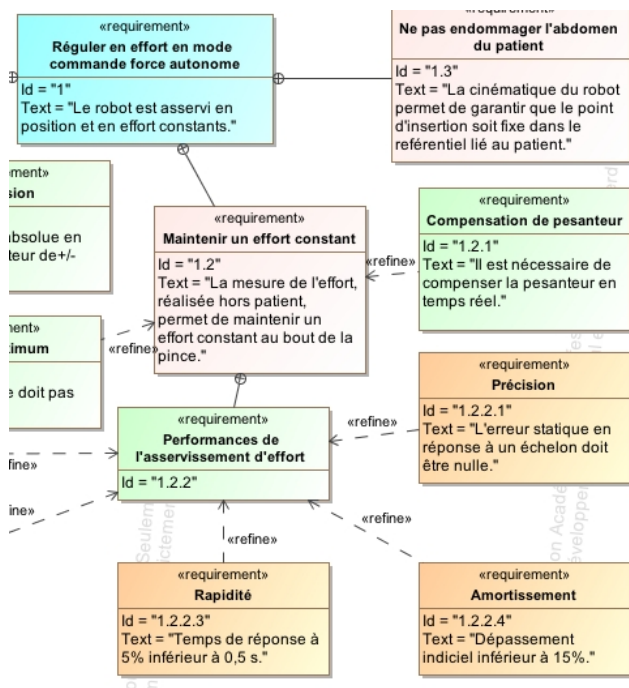 «requirement»
Réguler en effort en mode
commande force autonome
Id = "1"
Text = "Le robot est asservi en
position et en effort constants."
«requirement»
Ne pas endommager l'abdomen
du patient
Id = "1.3"
Text = "La cinématique du robot
permet de garantir que le point
d'insertion soit fixe dans le
référentiel lié au patient."
«requirement»
Maintenir un effort constant
Id = "1.2"
Text = "La mesure de l'effort,
réalisée hors patient,
permet de maintenir un
effort constant au bout de la
pince."
«refine»
«requirement»
Compensation de pesanteur
Id = "1.2.1"
Text = "Il est nécessaire de
compenser la pesanteur en
temps réel."
absolue en
de+/-
«refine»
doit pas
«requirement»
Performances de
l'asservissement d'effort
Id = "1.2.2"
«refine»
«requirement»
Précision
Id = "1.2.2.1"
Text = "L'erreur statique en
réponse à un échelon doit
être nulle."
«refine»
«refine»
«requirement»
Rapidité
Id = "1.2.2.3"
Text = "Temps de réponse à
5% inférieur à 0,5 s."
«requirement»
Amortissement
Id = "1.2.2.4"
Text = "Dépassement
indiciel inférieur à 15%."